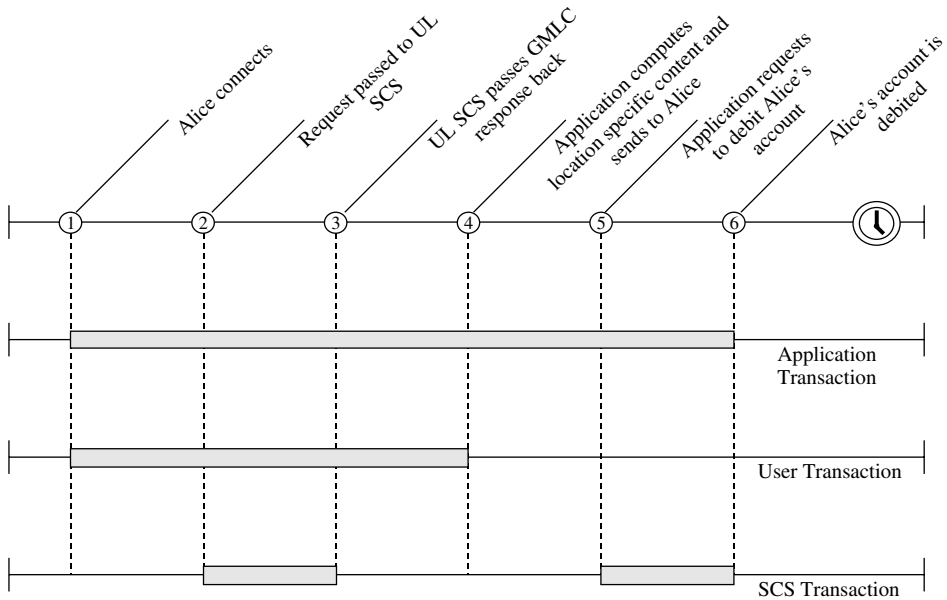 Alice connects
Request passed to UL
SCS
UL SCS passes GMLC
response back
Application computes
location specific content and
sends to Alice
Application requests
to debit Alice's
account
Alice's account is
debited
1
2
3
4
5
6
Application
Transaction
User Transaction
SCS Transaction